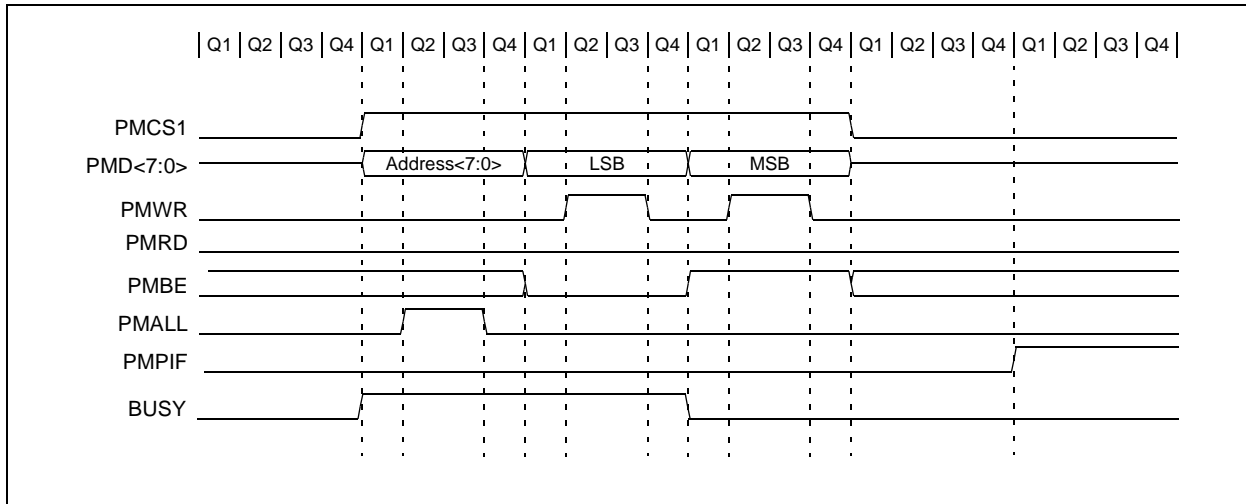 Q1 Q2 Q3 Q4 Q1 Q2 Q3 Q4 Q1 Q2 Q3 Q4 Q1 Q2 Q3 Q4 Q1 Q2 Q3 Q4 Q1 Q2 Q3 Q4
PMCS1
PMD<7:0> Address<7:0> LSB MSB
PMWR
PMRD
PMBE
PMALL
PMPIF
BUSY